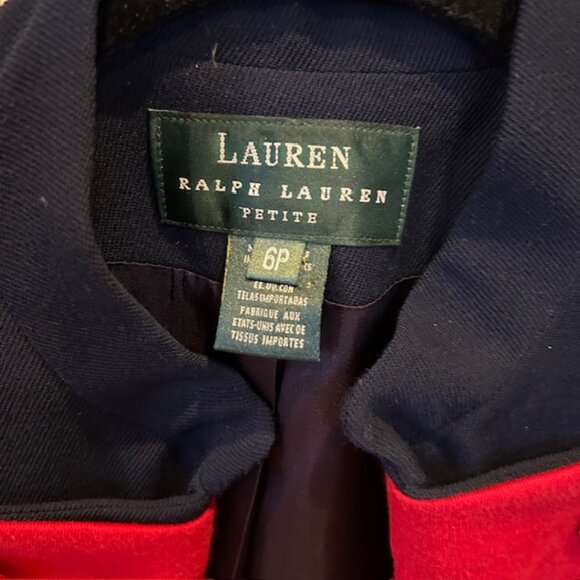 LAUREN
RALPH LAUREN
PETITE
6P
EE.UU.CON
TELAS IMPORTADAS
FABRIQUE AUX
ETATS-UNIS AVEC DE
TISSUS IMPORTES